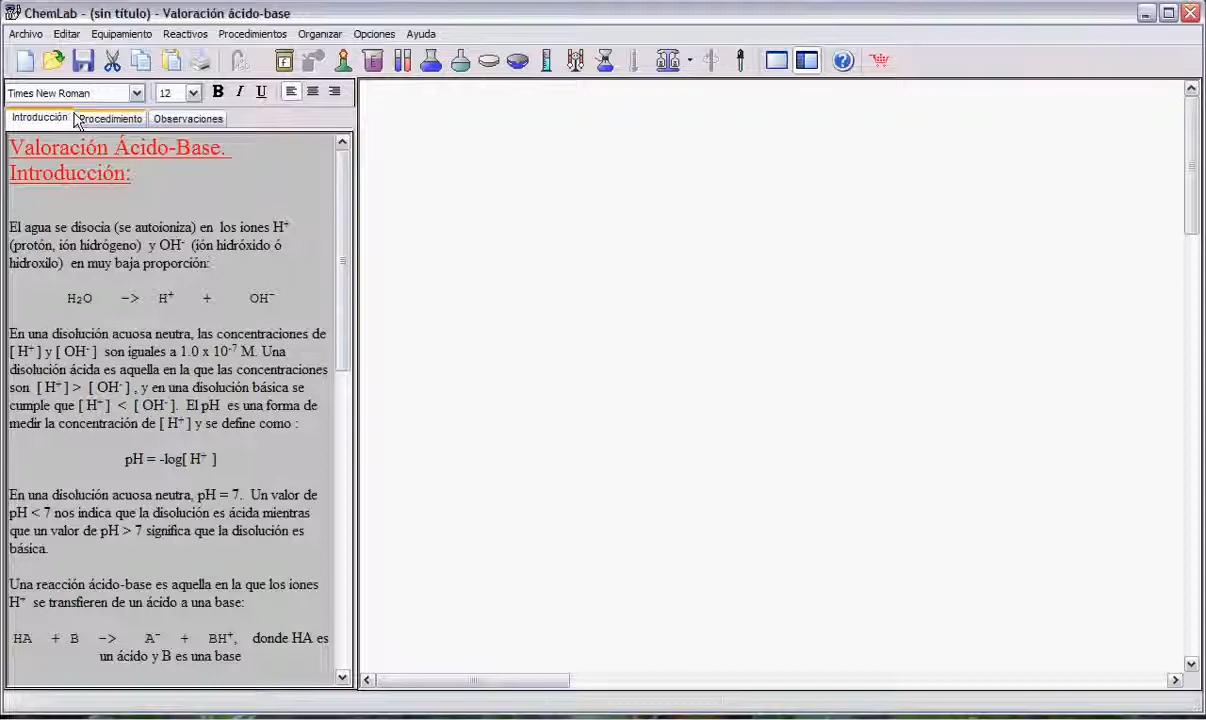 ChemLab - (sin título) - Valoración ácido-base
Archivo Editar Equipamiento Reactivos Procedimientos Organizar Opciones Ayuda
Times New Roman 12 B I U
Introducción Procedimiento Observaciones
Valoración Ácido-Base.
Introducción:
El agua se disocia (se autoioniza) en los iones H⁺
(protón, ión hidrógeno) y OH⁻ (ión hidróxido ó
hidroxilo) en muy baja proporción:
H₂O -> H⁺ + OH⁻
En una disolución acuosa neutra, las concentraciones de
[ H⁺ ] y [ OH⁻ ] son iguales a 1.0 x 10⁻⁷ M. Una
disolución ácida es aquella en la que las concentraciones
son [ H⁺ ] > [ OH⁻ ] , y en una disolución básica se
cumple que [ H⁺ ] < [ OH⁻ ]. El pH es una forma de
medir la concentración de [ H⁺ ] y se define como :
pH = -log[ H⁺ ]
En una disolución acuosa neutra, pH = 7. Un valor de
pH < 7 nos indica que la disolución es ácida mientras
que un valor de pH > 7 significa que la disolución es
básica.
Una reacción ácido-base es aquella en la que los iones
H⁺ se transfieren de un ácido a una base:
HA + B -> A⁻ + BH⁺, donde HA es
un ácido y B es una base